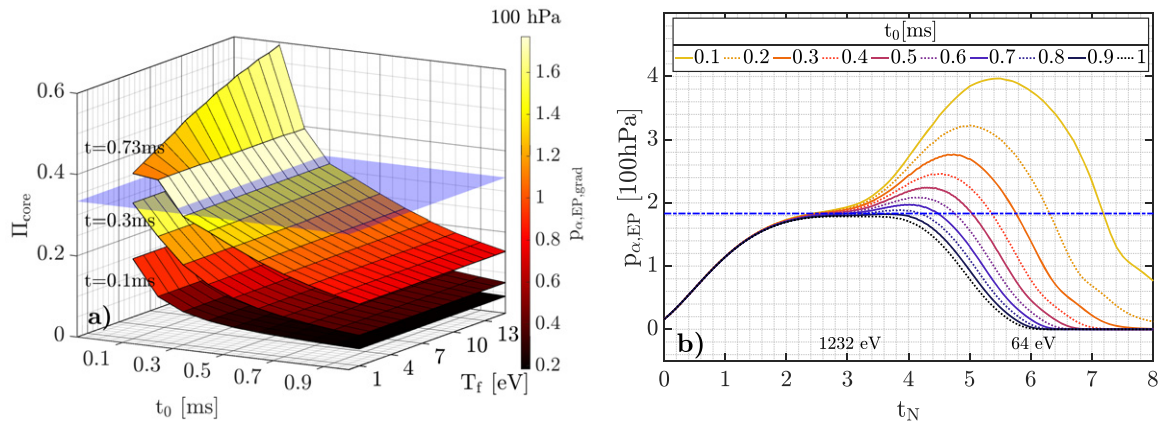 100 hPa
0.6
0.4
0.2
0
Π_core
t=0.73ms
t=0.3ms
t=0.1ms
a)
0.1
0.3
0.5
0.7
0.9
t₀ [ms]
1
4
7
10
13
T_f [eV]
1.6
1.4
1.2
1
0.8
0.6
0.4
0.2
p_α,EP,grad
t₀[ms]
0.1 0.2 0.3 0.4 0.5 0.6 0.7 0.8 0.9 1
4
3
2
1
0
p_α,EP [100hPa]
b)
1232 eV
64 eV
0 1 2 3 4 5 6 7 8
t_N